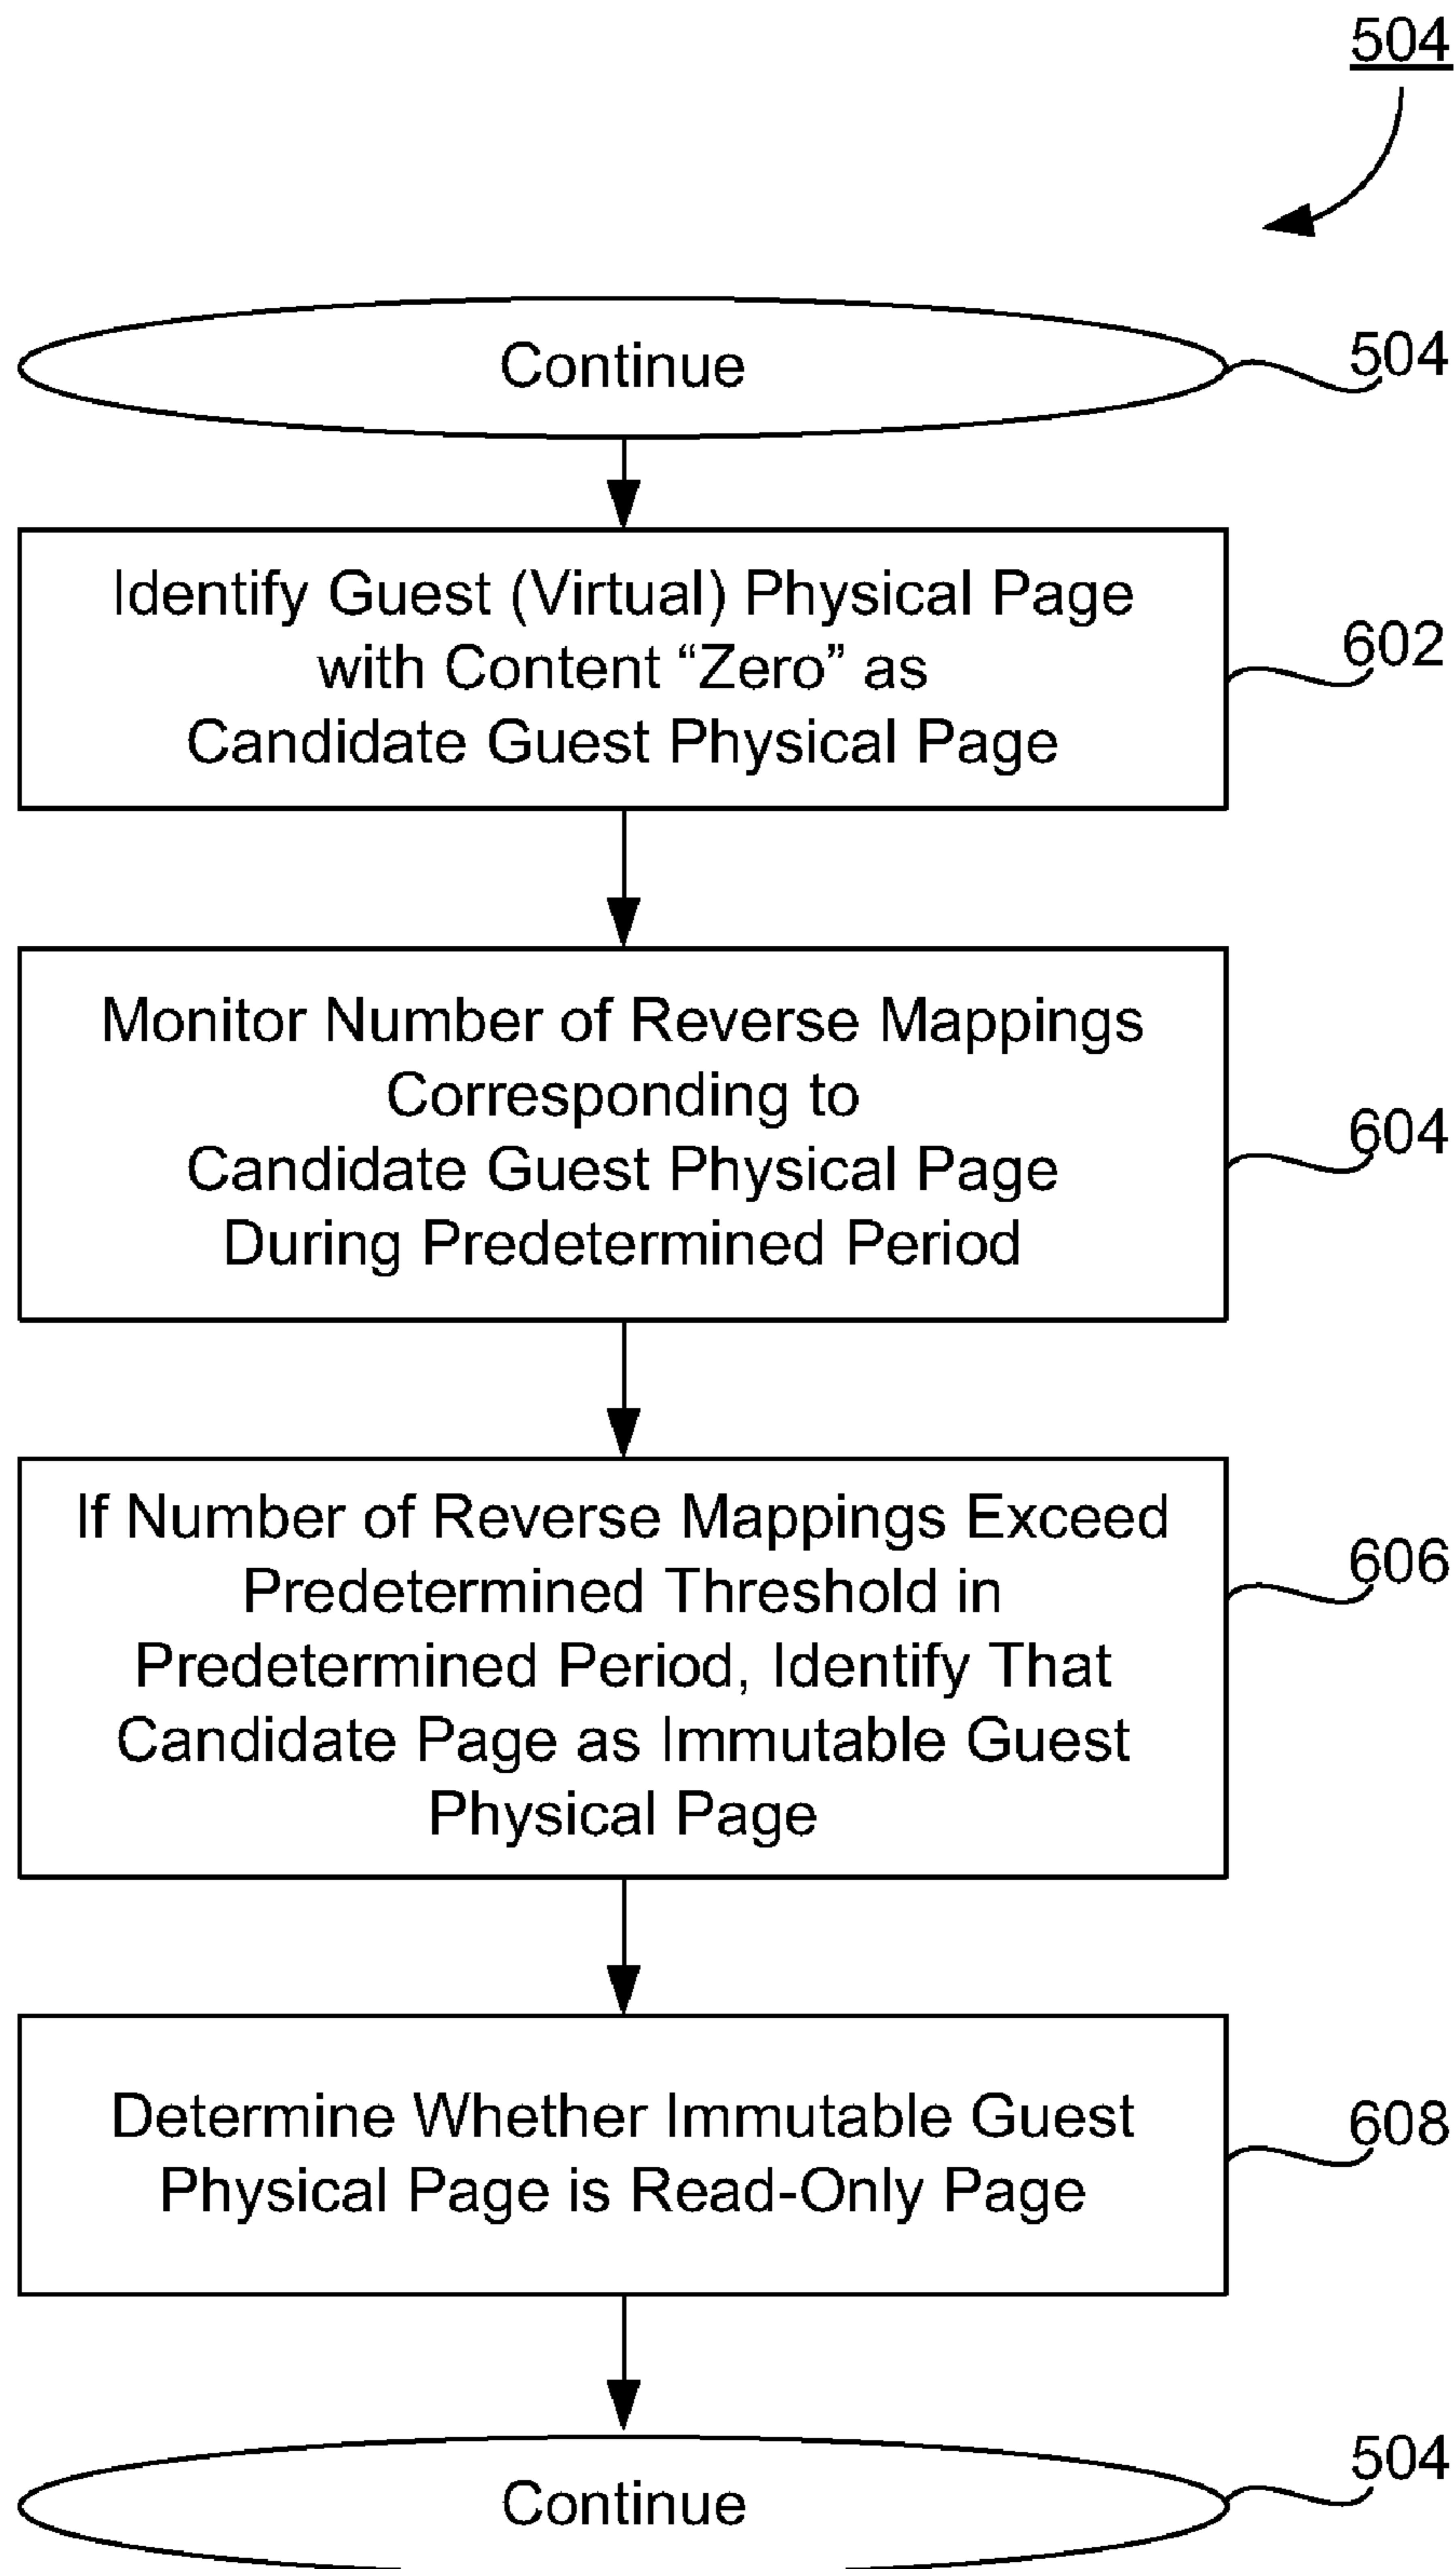 504
Continue
504
Identify Guest (Virtual) Physical Page
with Content “Zero” as
Candidate Guest Physical Page
602
Monitor Number of Reverse Mappings
Corresponding to
Candidate Guest Physical Page
During Predetermined Period
604
If Number of Reverse Mappings Exceed
Predetermined Threshold in
Predetermined Period, Identify That
Candidate Page as Immutable Guest
Physical Page
606
Determine Whether Immutable Guest
Physical Page is Read-Only Page
608
Continue
504